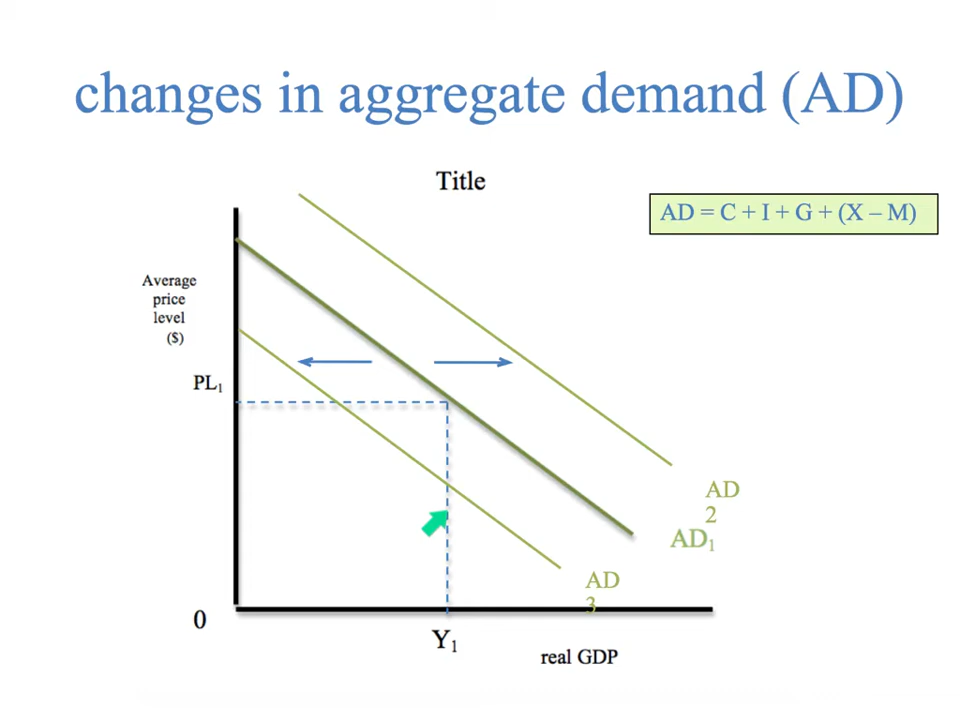 changes in aggregate demand (AD)
Title
AD = C + I + G + (X – M)
Average
price
level
($)
PL₁
AD
2
AD₁
AD
3
0
Y₁
real GDP